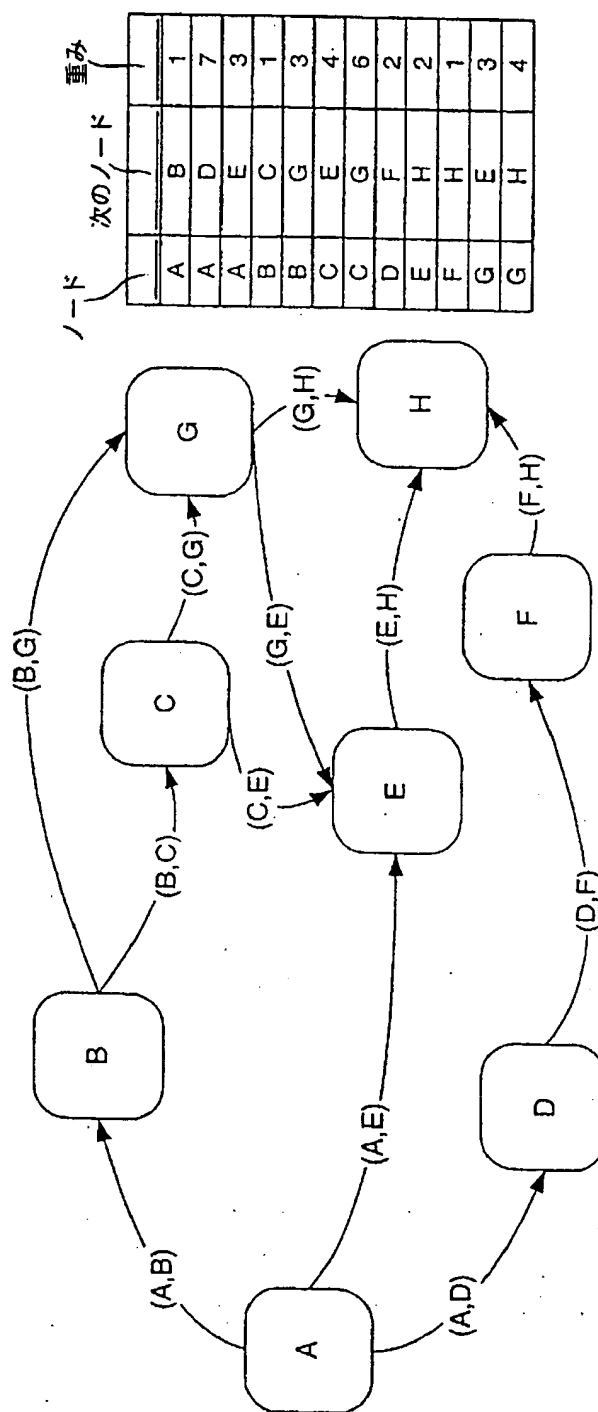 ノード 次のノード 重み
A B 1
A D 7
A E 3
B C 1
B G 3
C E 4
C G 6
D F 2
E H 2
F H 1
G E 3
G H 4
(B,G)
B
(B,C)
C
(C,G)
G
(A,B)
(C,E)
(G,E)
(G,H)
A
(A,E)
E
(E,H)
H
(A,D)
D
(D,F)
F
(F,H)